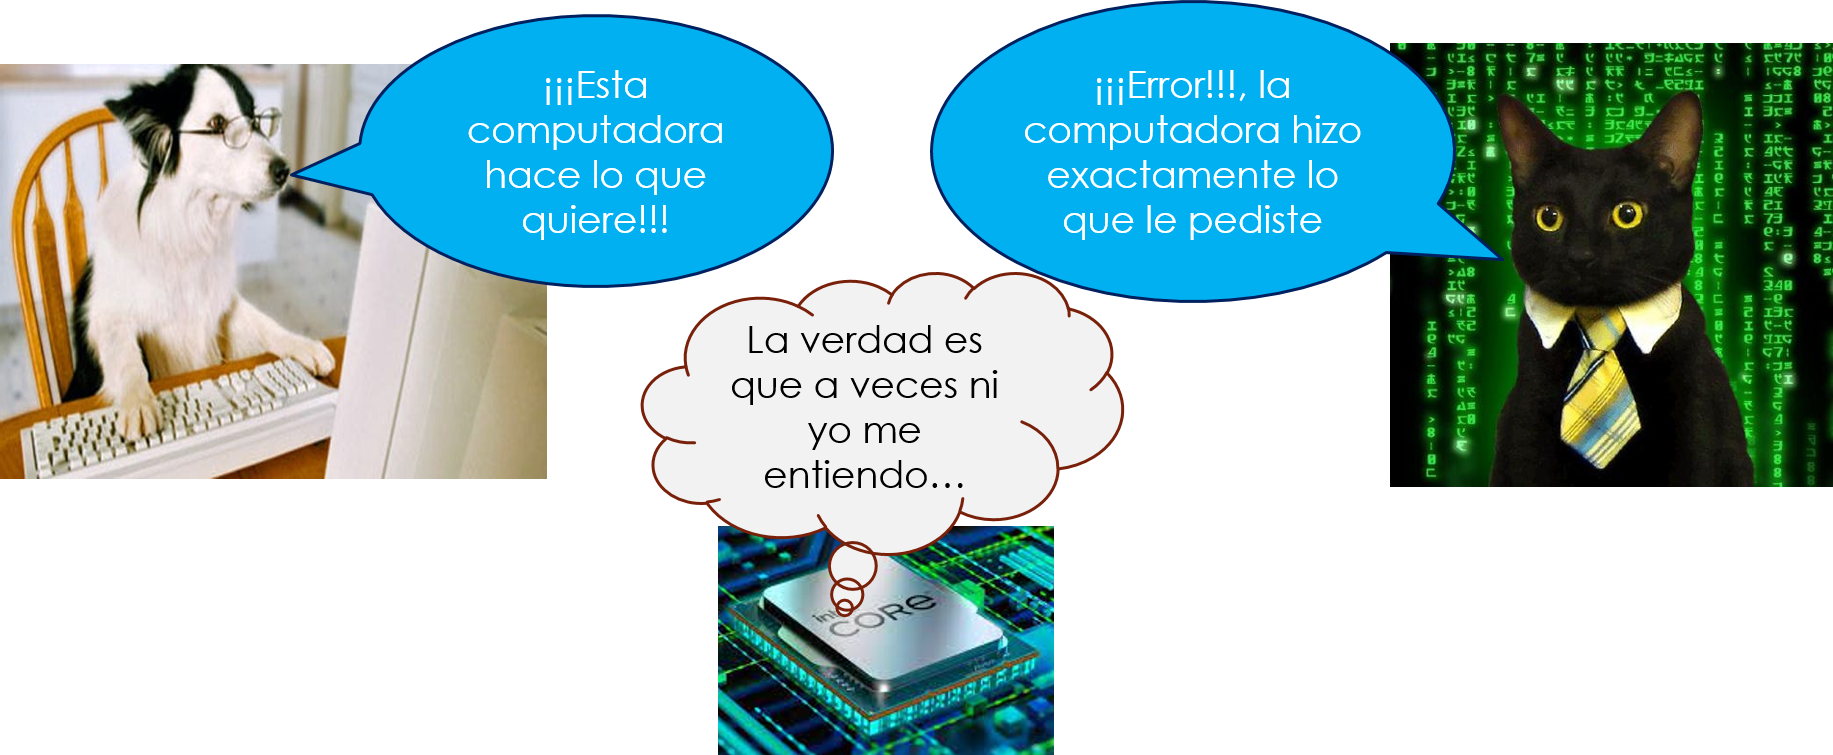 ¡¡¡Esta
computadora
hace lo que
quiere!!!
¡¡¡Error!!!, la
computadora hizo
exactamente lo
que le pediste
La verdad es
que a veces ni
yo me
entiendo…
CORe